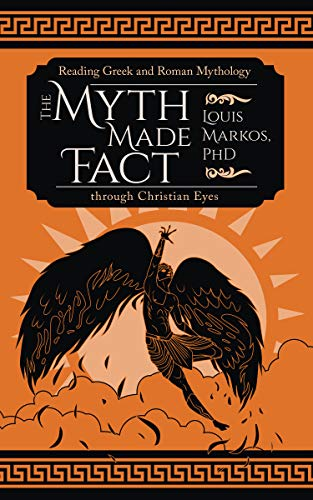 Reading Greek and Roman Mythology
THE MYTH MADE FACT
LOUIS MARKOS, PHD
through Christian Eyes